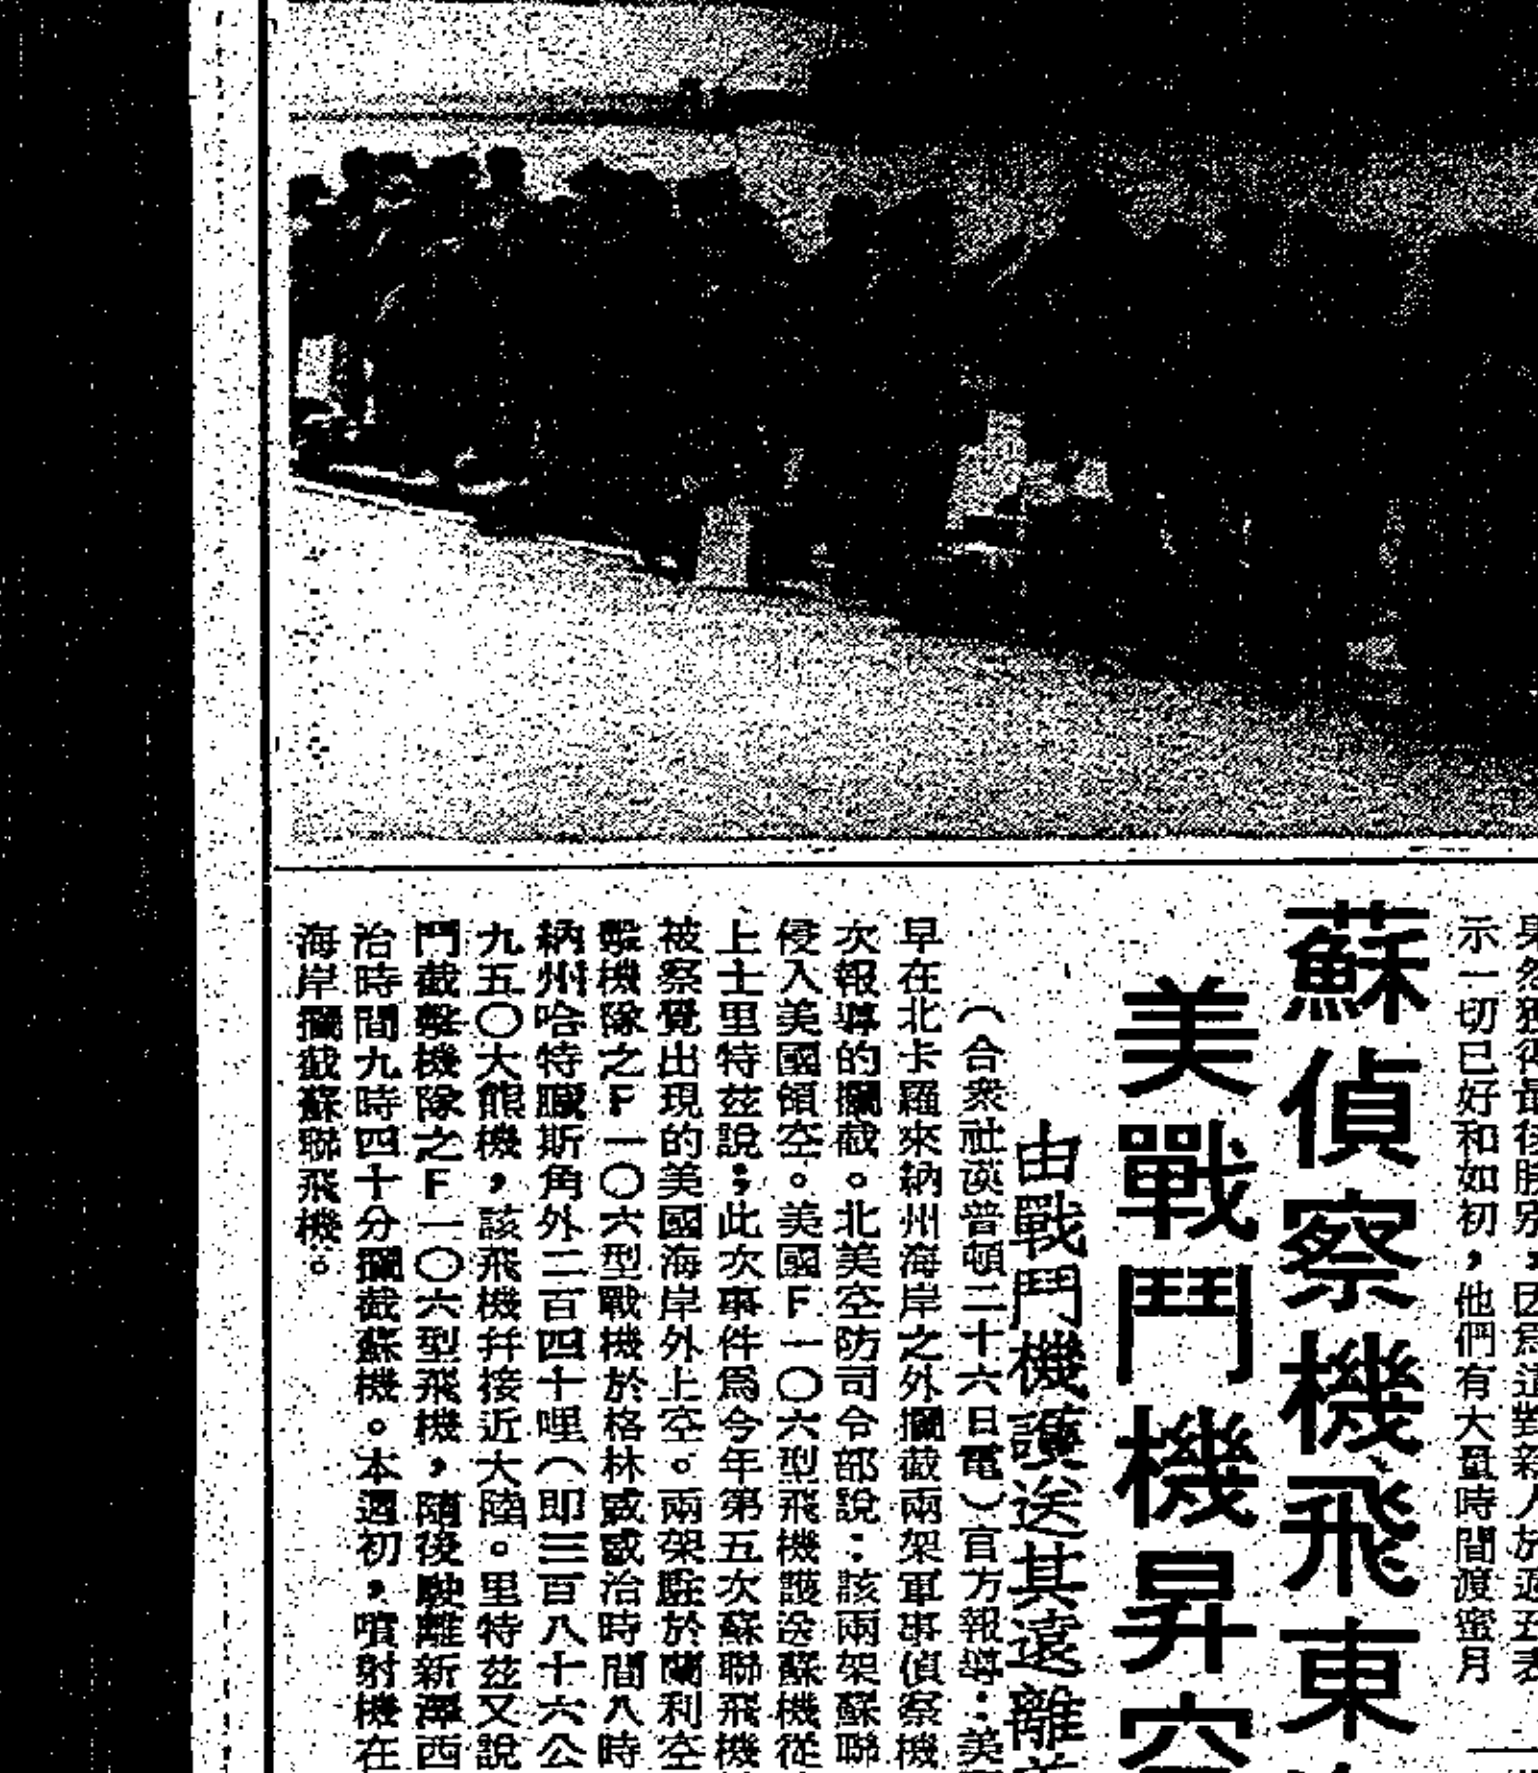 示一切已好和如初，他們有大量時間渡蜜月
蘇偵察機飛東
美戰鬥機昇空
由戰鬥機護送其遠離
（合衆社漢普頓二十六日電）官方報導：美
早在北卡羅來納州海岸之外攔截兩架軍事偵察機
次報導的攔截。北美空防司令部說：該兩架蘇聯
侵入美國領空。美國F一〇六型飛機護送蘇機從
上士里特茲說；此次事件爲今年第五次蘇聯飛機
被察覺出現的美國海岸外上空。兩架駐於蘭利空
擊機隊之F一〇六型戰機於格林威治時間八時
納州哈特斯角外二百四十哩（即三百八十六公
九五〇大熊機，該飛機幷接近大陸。里特茲又說
鬥截擊機隊之F一〇六型飛機，隨後駛離新澤西
治時間九時四十分攔截蘇機。本週初，噴射機在
海岸攔截蘇聯飛機。